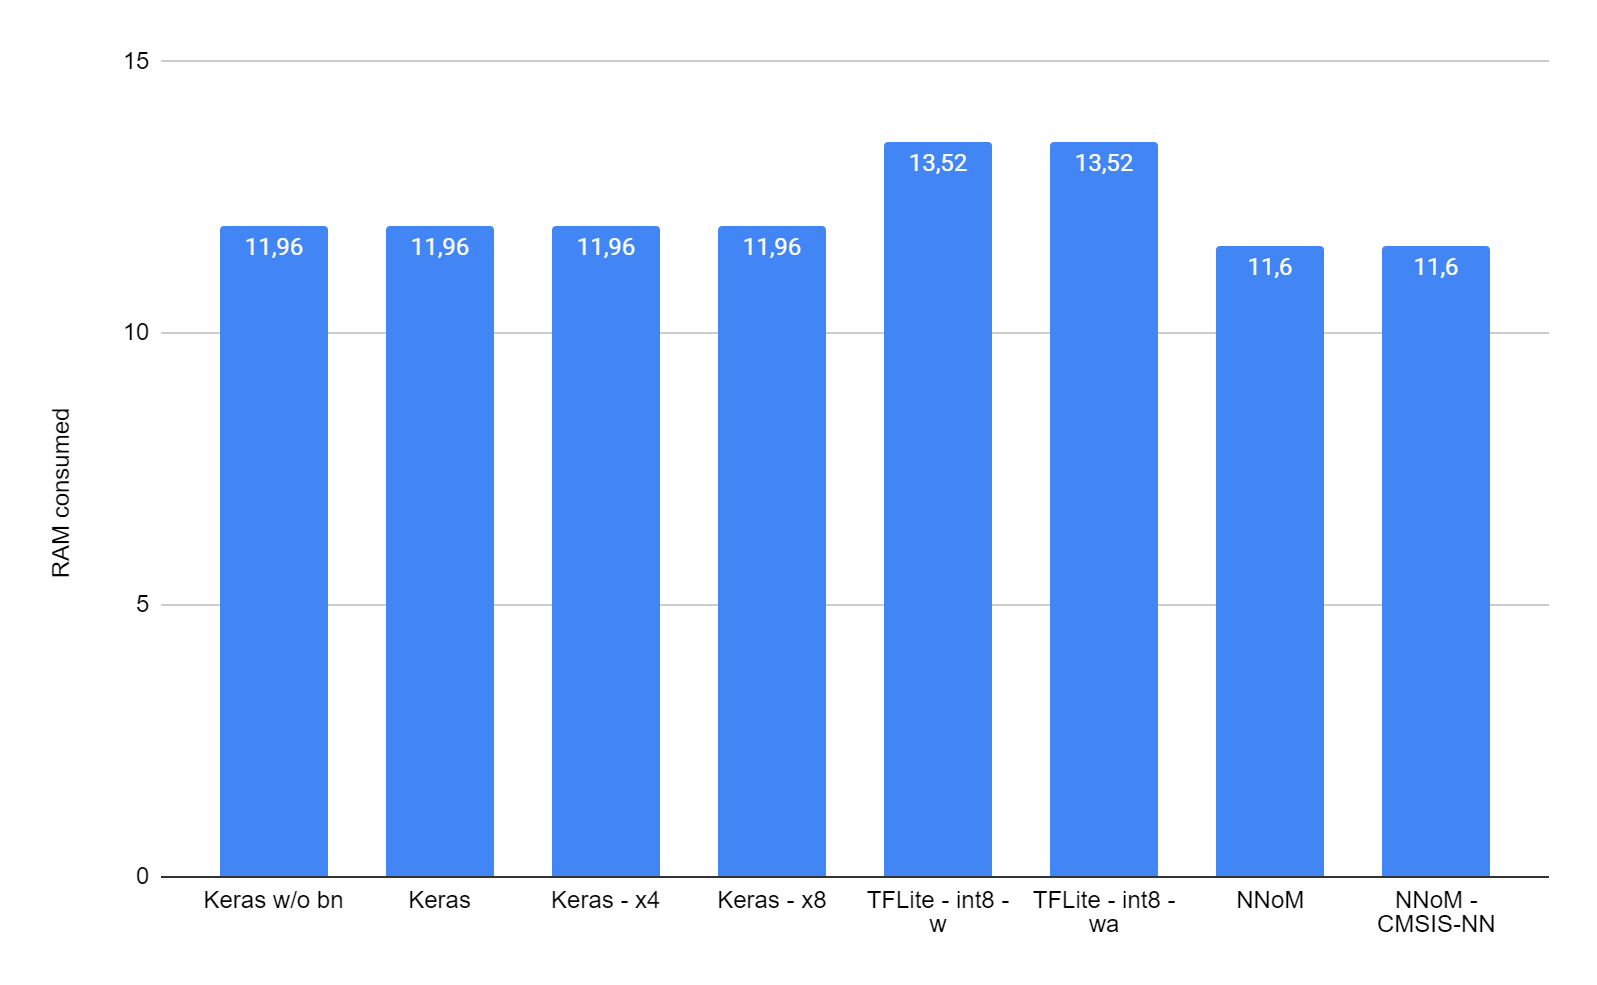 15
10
5
0
RAM consumed
11,96
11,96
11,96
11,96
13,52
13,52
11,6
11,6
Keras w/o bn
Keras
Keras - x4
Keras - x8
TFLite - int8 -
w
TFLite - int8 -
wa
NNoM
NNoM -
CMSIS-NN